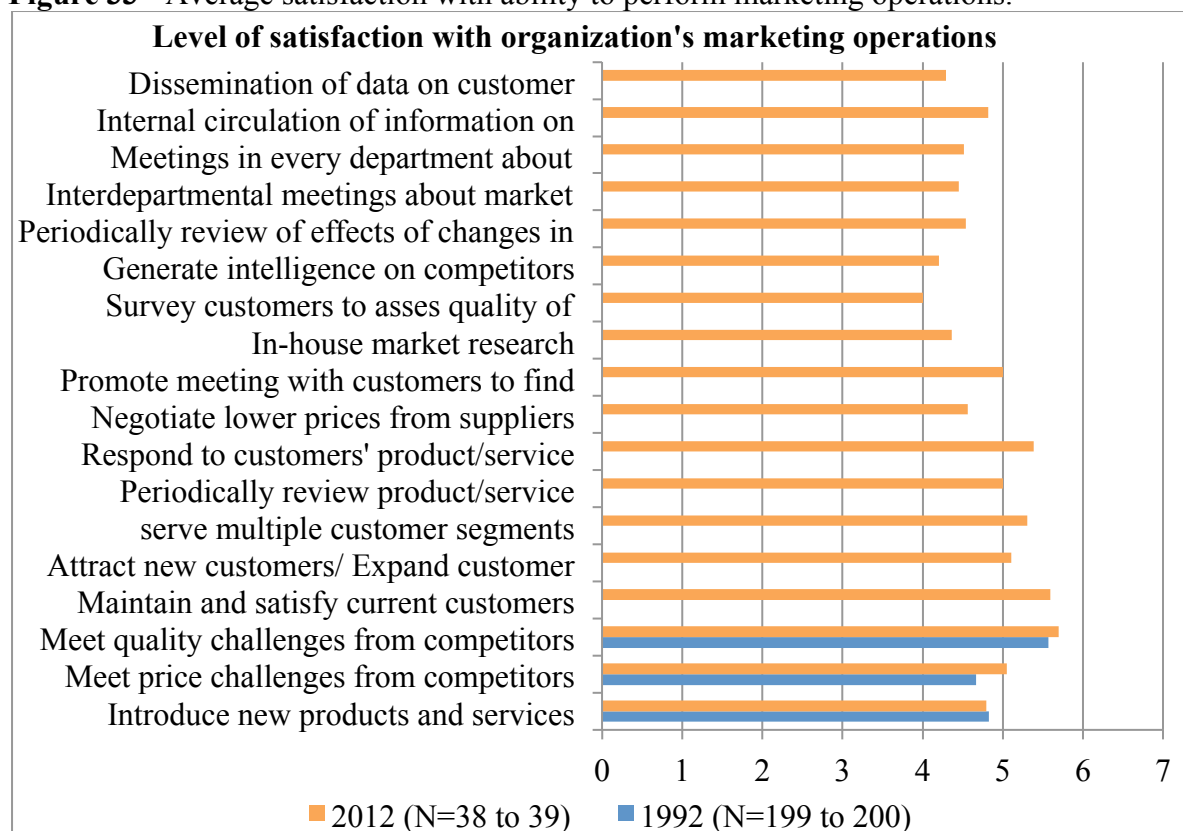 Figure 33 - Average satisfaction with ability to perform marketing operations.
Level of satisfaction with organization's marketing operations
Dissemination of data on customer
Internal circulation of information on
Meetings in every department about
Interdepartmental meetings about market
Periodically review of effects of changes in
Generate intelligence on competitors
Survey customers to asses quality of
In-house market research
Promote meeting with customers to find
Negotiate lower prices from suppliers
Respond to customers' product/service
Periodically review product/service
serve multiple customer segments
Attract new customers/ Expand customer
Maintain and satisfy current customers
Meet quality challenges from competitors
Meet price challenges from competitors
Introduce new products and services
0 1 2 3 4 5 6 7
2012 (N=38 to 39) 1992 (N=199 to 200)